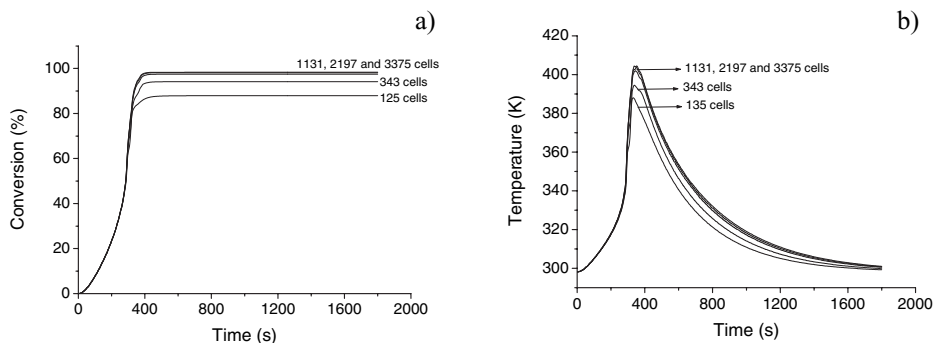 a)
100
80
60
40
20
0
Conversion (%)
1131, 2197 and 3375 cells
343 cells
125 cells
0 400 800 1200 1600 2000
Time (s)
b)
420
400
380
360
340
320
300
Temperature (K)
1131, 2197 and 3375 cells
343 cells
135 cells
0 400 800 1200 1600 2000
Time (s)